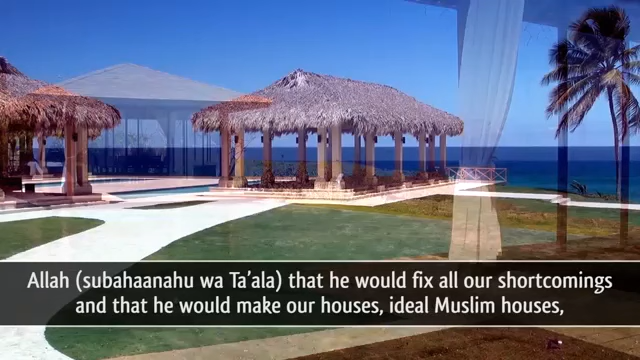 Allah (subahaanahu wa Ta’ala) that he would fix all our shortcomings
and that he would make our houses, ideal Muslim houses,